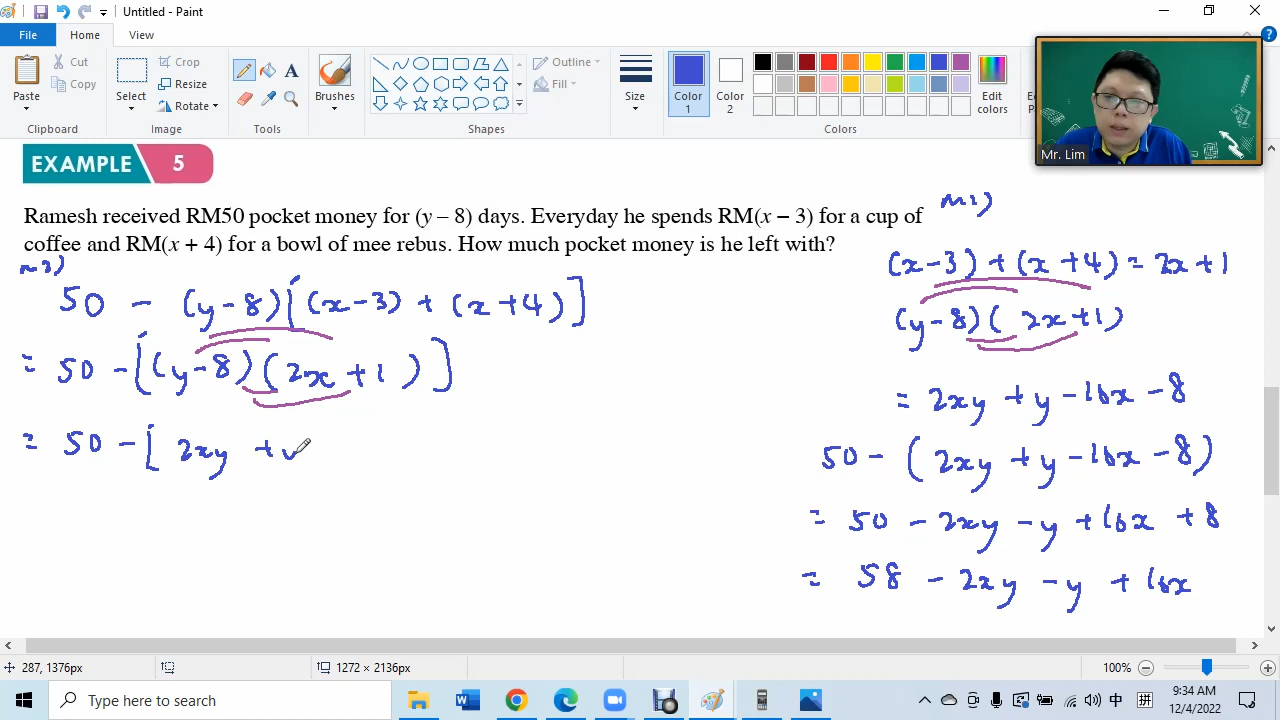 Untitled - Paint
File Home View
Paste
Cut
Copy
Clipboard
Select
Crop
Resize
Rotate
Image
A
Tools
Brushes
Shapes
Outline
Fill
Size
Color 1
Color 2
Edit colors
Colors
Mr. Lim
EXAMPLE 5
Ramesh received RM50 pocket money for (y – 8) days. Everyday he spends RM(x – 3) for a cup of
coffee and RM(x + 4) for a bowl of mee rebus. How much pocket money is he left with?
m2)
50 - (y-8)[(x-3) + (x+4)]
= 50 -[(y-8)(2x+1)]
= 50 -[ 2xy +
m1)
(x-3)+(x+4)=2x+1
(y-8)(2x+1)
= 2xy +y -16x -8
50 - (2xy +y -16x -8)
= 50 - 2xy -y +16x +8
= 58 - 2xy -y + 16x
287, 1376px
1272 × 2136px
100%
Type here to search
中
拼
9:34 AM
12/4/2022